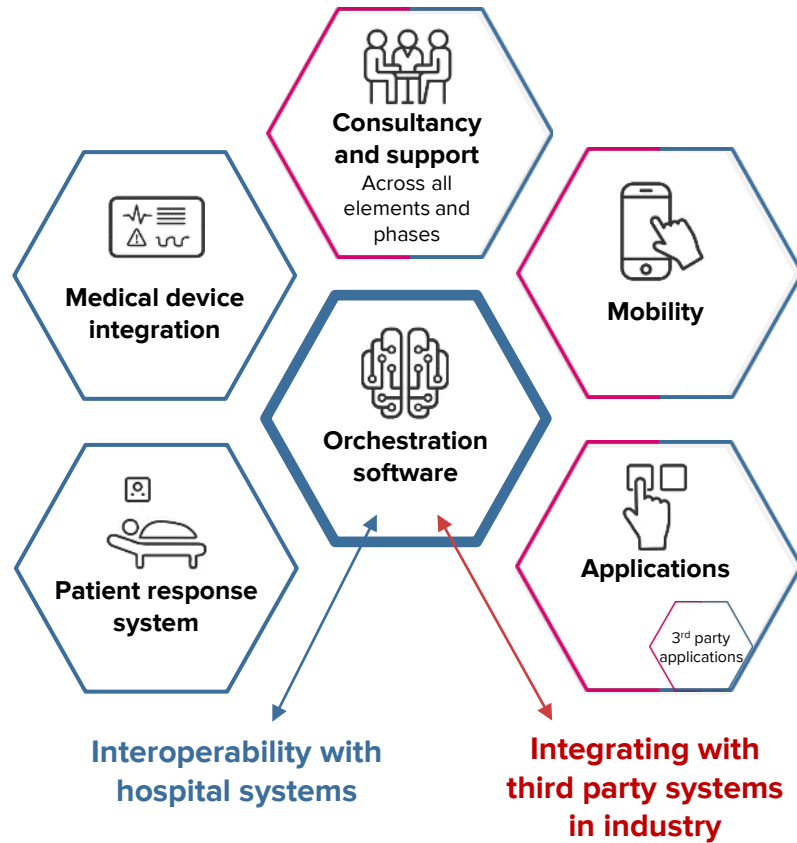 Consultancy
and support
Across all
elements and
phases
Medical device
integration
Mobility
Orchestration
software
Patient response
system
Applications
3rd party
applications
Interoperability with
hospital systems
Integrating with
third party systems
in industry